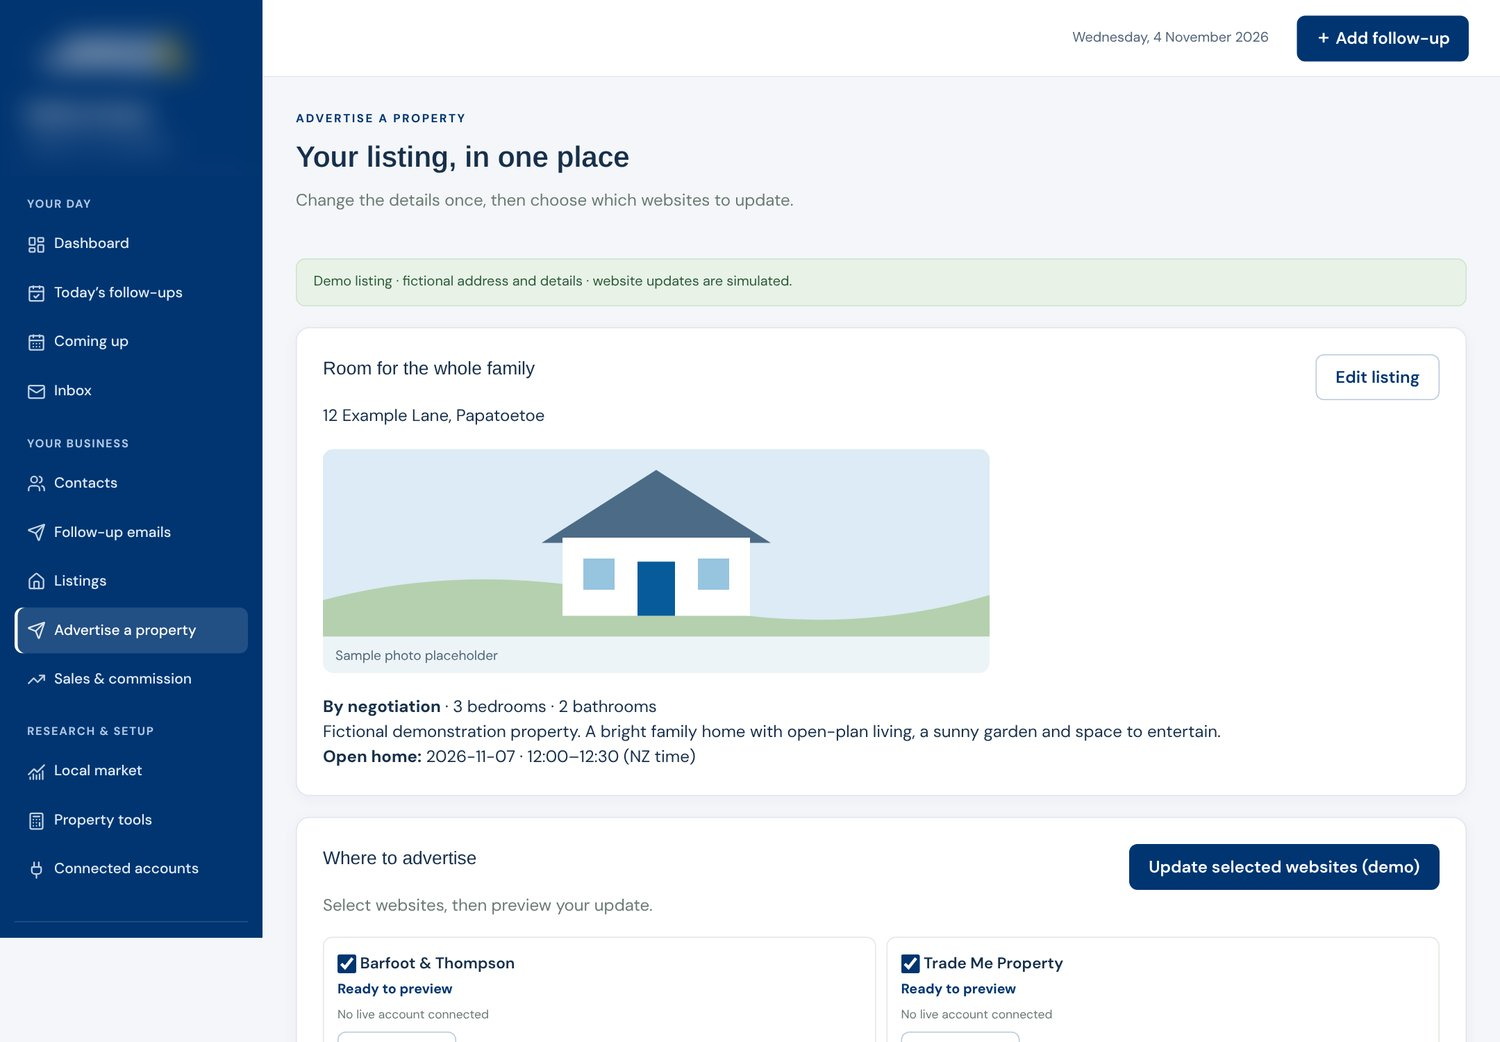 Wednesday, 4 November 2026
+ Add follow-up
YOUR DAY
Dashboard
Today’s follow-ups
Coming up
Inbox
YOUR BUSINESS
Contacts
Follow-up emails
Listings
Advertise a property
Sales & commission
RESEARCH & SETUP
Local market
Property tools
Connected accounts
ADVERTISE A PROPERTY
Your listing, in one place
Change the details once, then choose which websites to update.
Demo listing · fictional address and details · website updates are simulated.
Room for the whole family
Edit listing
12 Example Lane, Papatoetoe
Sample photo placeholder
By negotiation · 3 bedrooms · 2 bathrooms
Fictional demonstration property. A bright family home with open-plan living, a sunny garden and space to entertain.
Open home: 2026-11-07 · 12:00–12:30 (NZ time)
Where to advertise
Update selected websites (demo)
Select websites, then preview your update.
Barfoot & Thompson
Ready to preview
No live account connected
Trade Me Property
Ready to preview
No live account connected